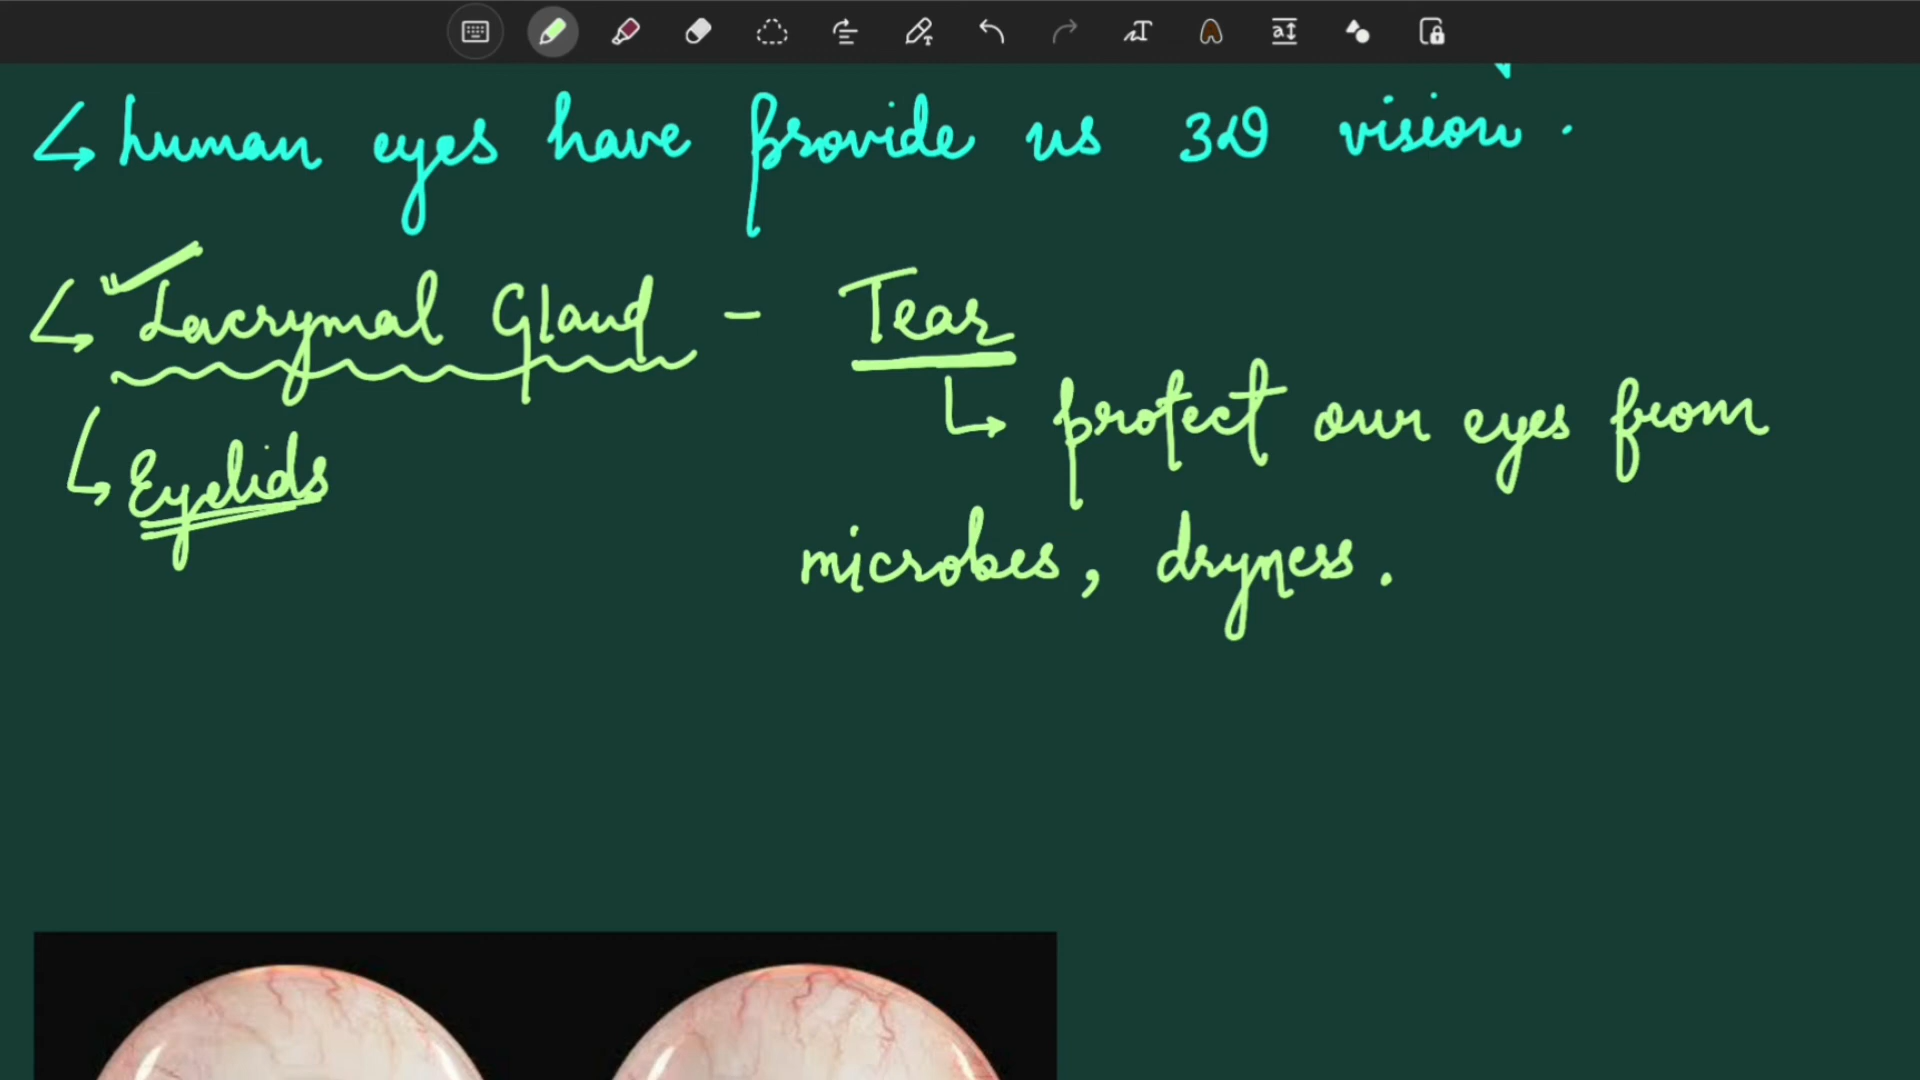 ↳ human eyes have provide us 3D vision.
↳ Lacrymal Gland - Tear
↳ protect our eyes from
↳ Eyelids
microbes, dryness.